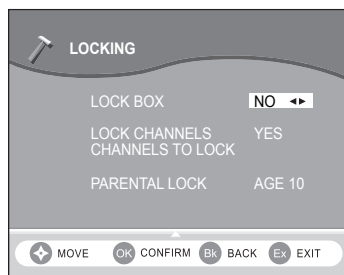 LOCKING
LOCK BOX NO
LOCK CHANNELS YES
CHANNELS TO LOCK
PARENTAL LOCK AGE 10
MOVE OK CONFIRM Bk BACK Ex EXIT